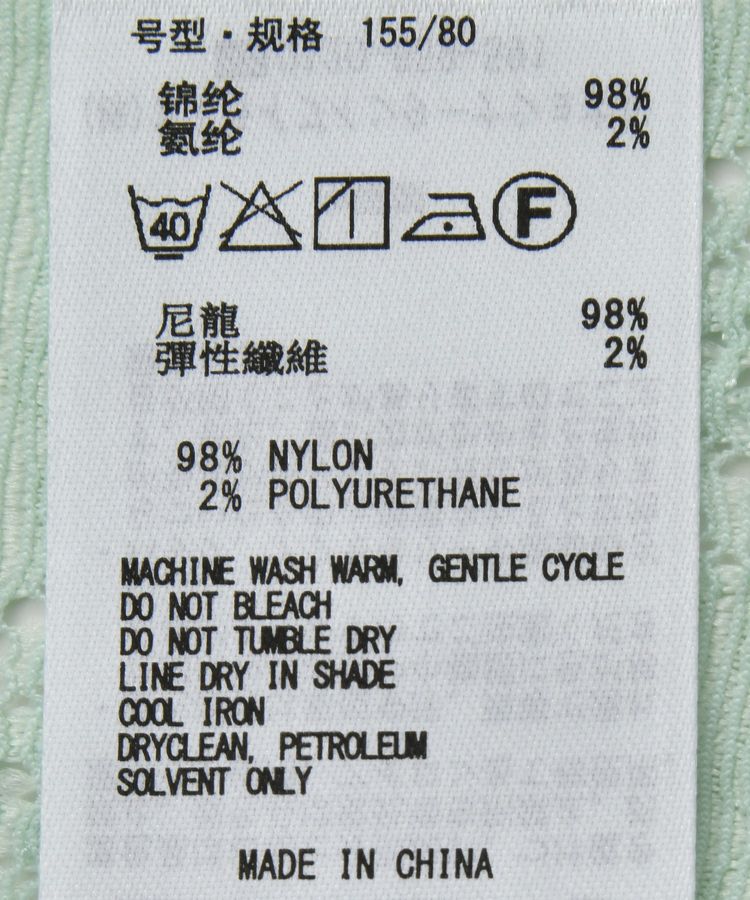 号型・规格 155/80
锦纶 98%
氨纶 2%
40 F
尼龍 98%
彈性纖維 2%
98% NYLON
2% POLYURETHANE
MACHINE WASH WARM, GENTLE CYCLE
DO NOT BLEACH
DO NOT TUMBLE DRY
LINE DRY IN SHADE
COOL IRON
DRYCLEAN, PETROLEUM
SOLVENT ONLY
MADE IN CHINA